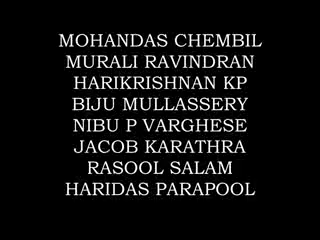 MOHANDAS CHEMBIL
MURALI RAVINDRAN
HARIKRISHNAN KP
BIJU MULLASSERY
NIBU P VARGHESE
JACOB KARATHRA
RASOOL SALAM
HARIDAS PARAPOOL